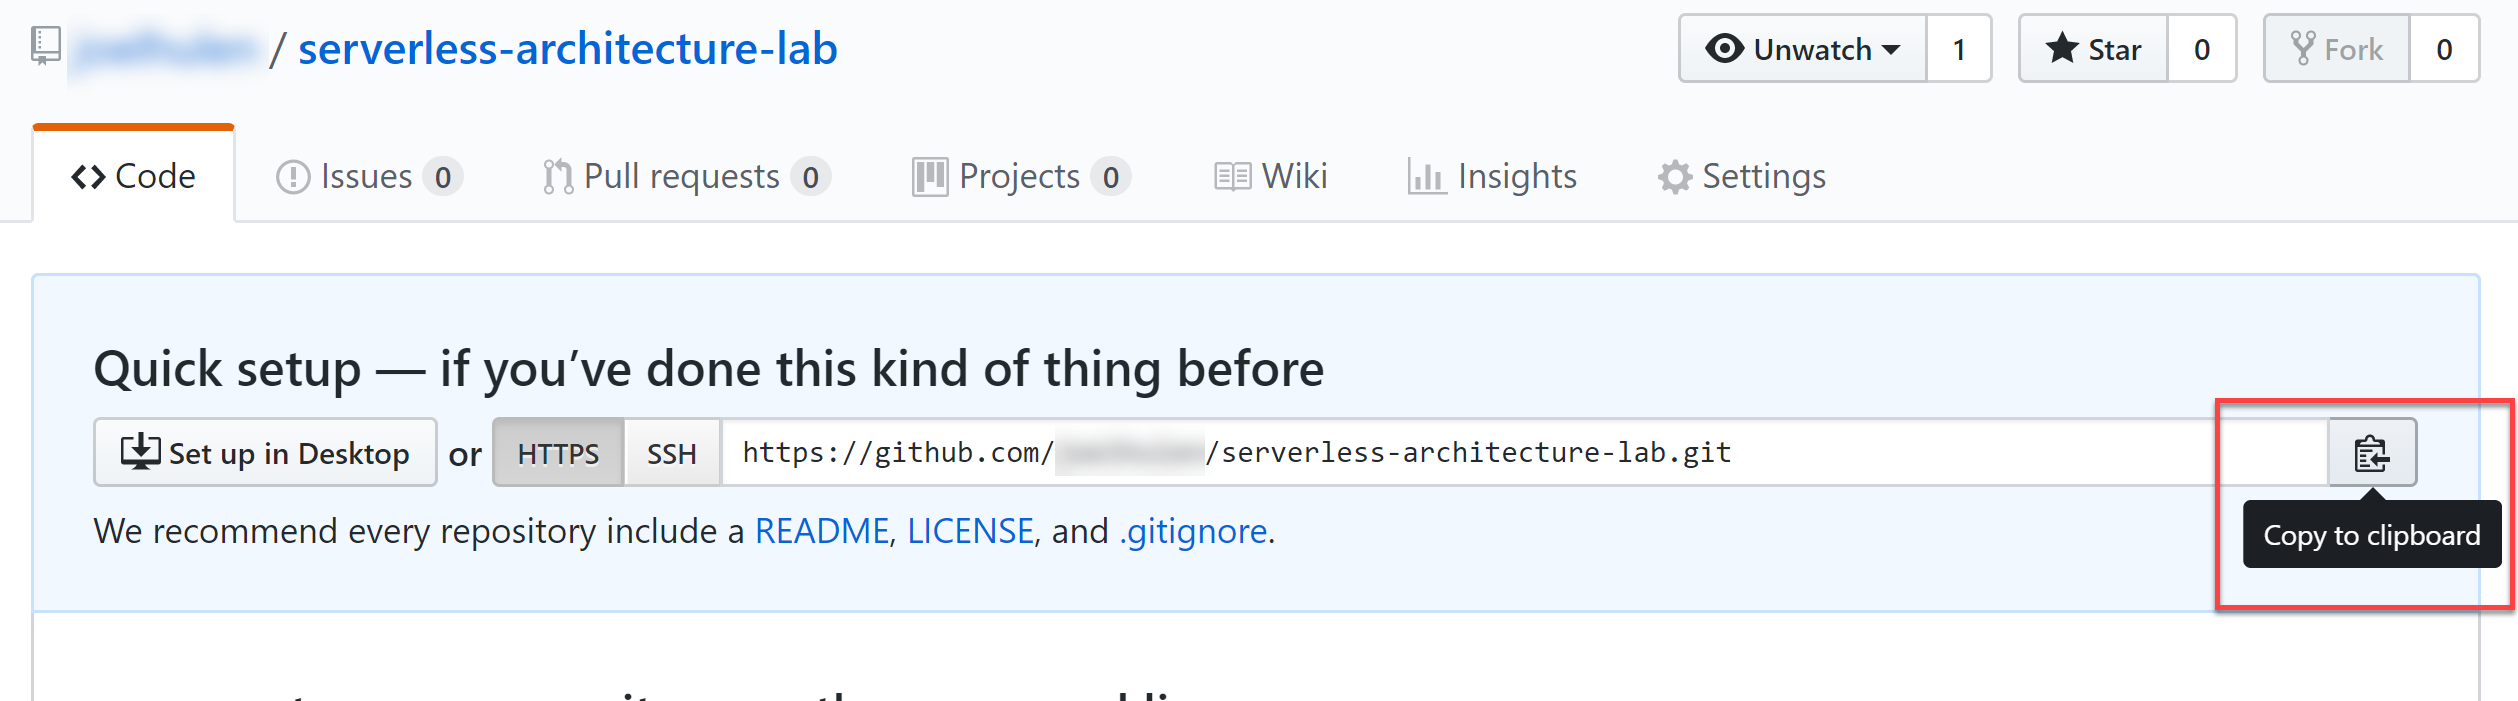 / serverless-architecture-lab
Unwatch 1 Star 0 Fork 0
Code Issues 0 Pull requests 0 Projects 0 Wiki Insights Settings
Quick setup — if you’ve done this kind of thing before
Set up in Desktop or HTTPS SSH https://github.com/ /serverless-architecture-lab.git
We recommend every repository include a README, LICENSE, and .gitignore.
Copy to clipboard